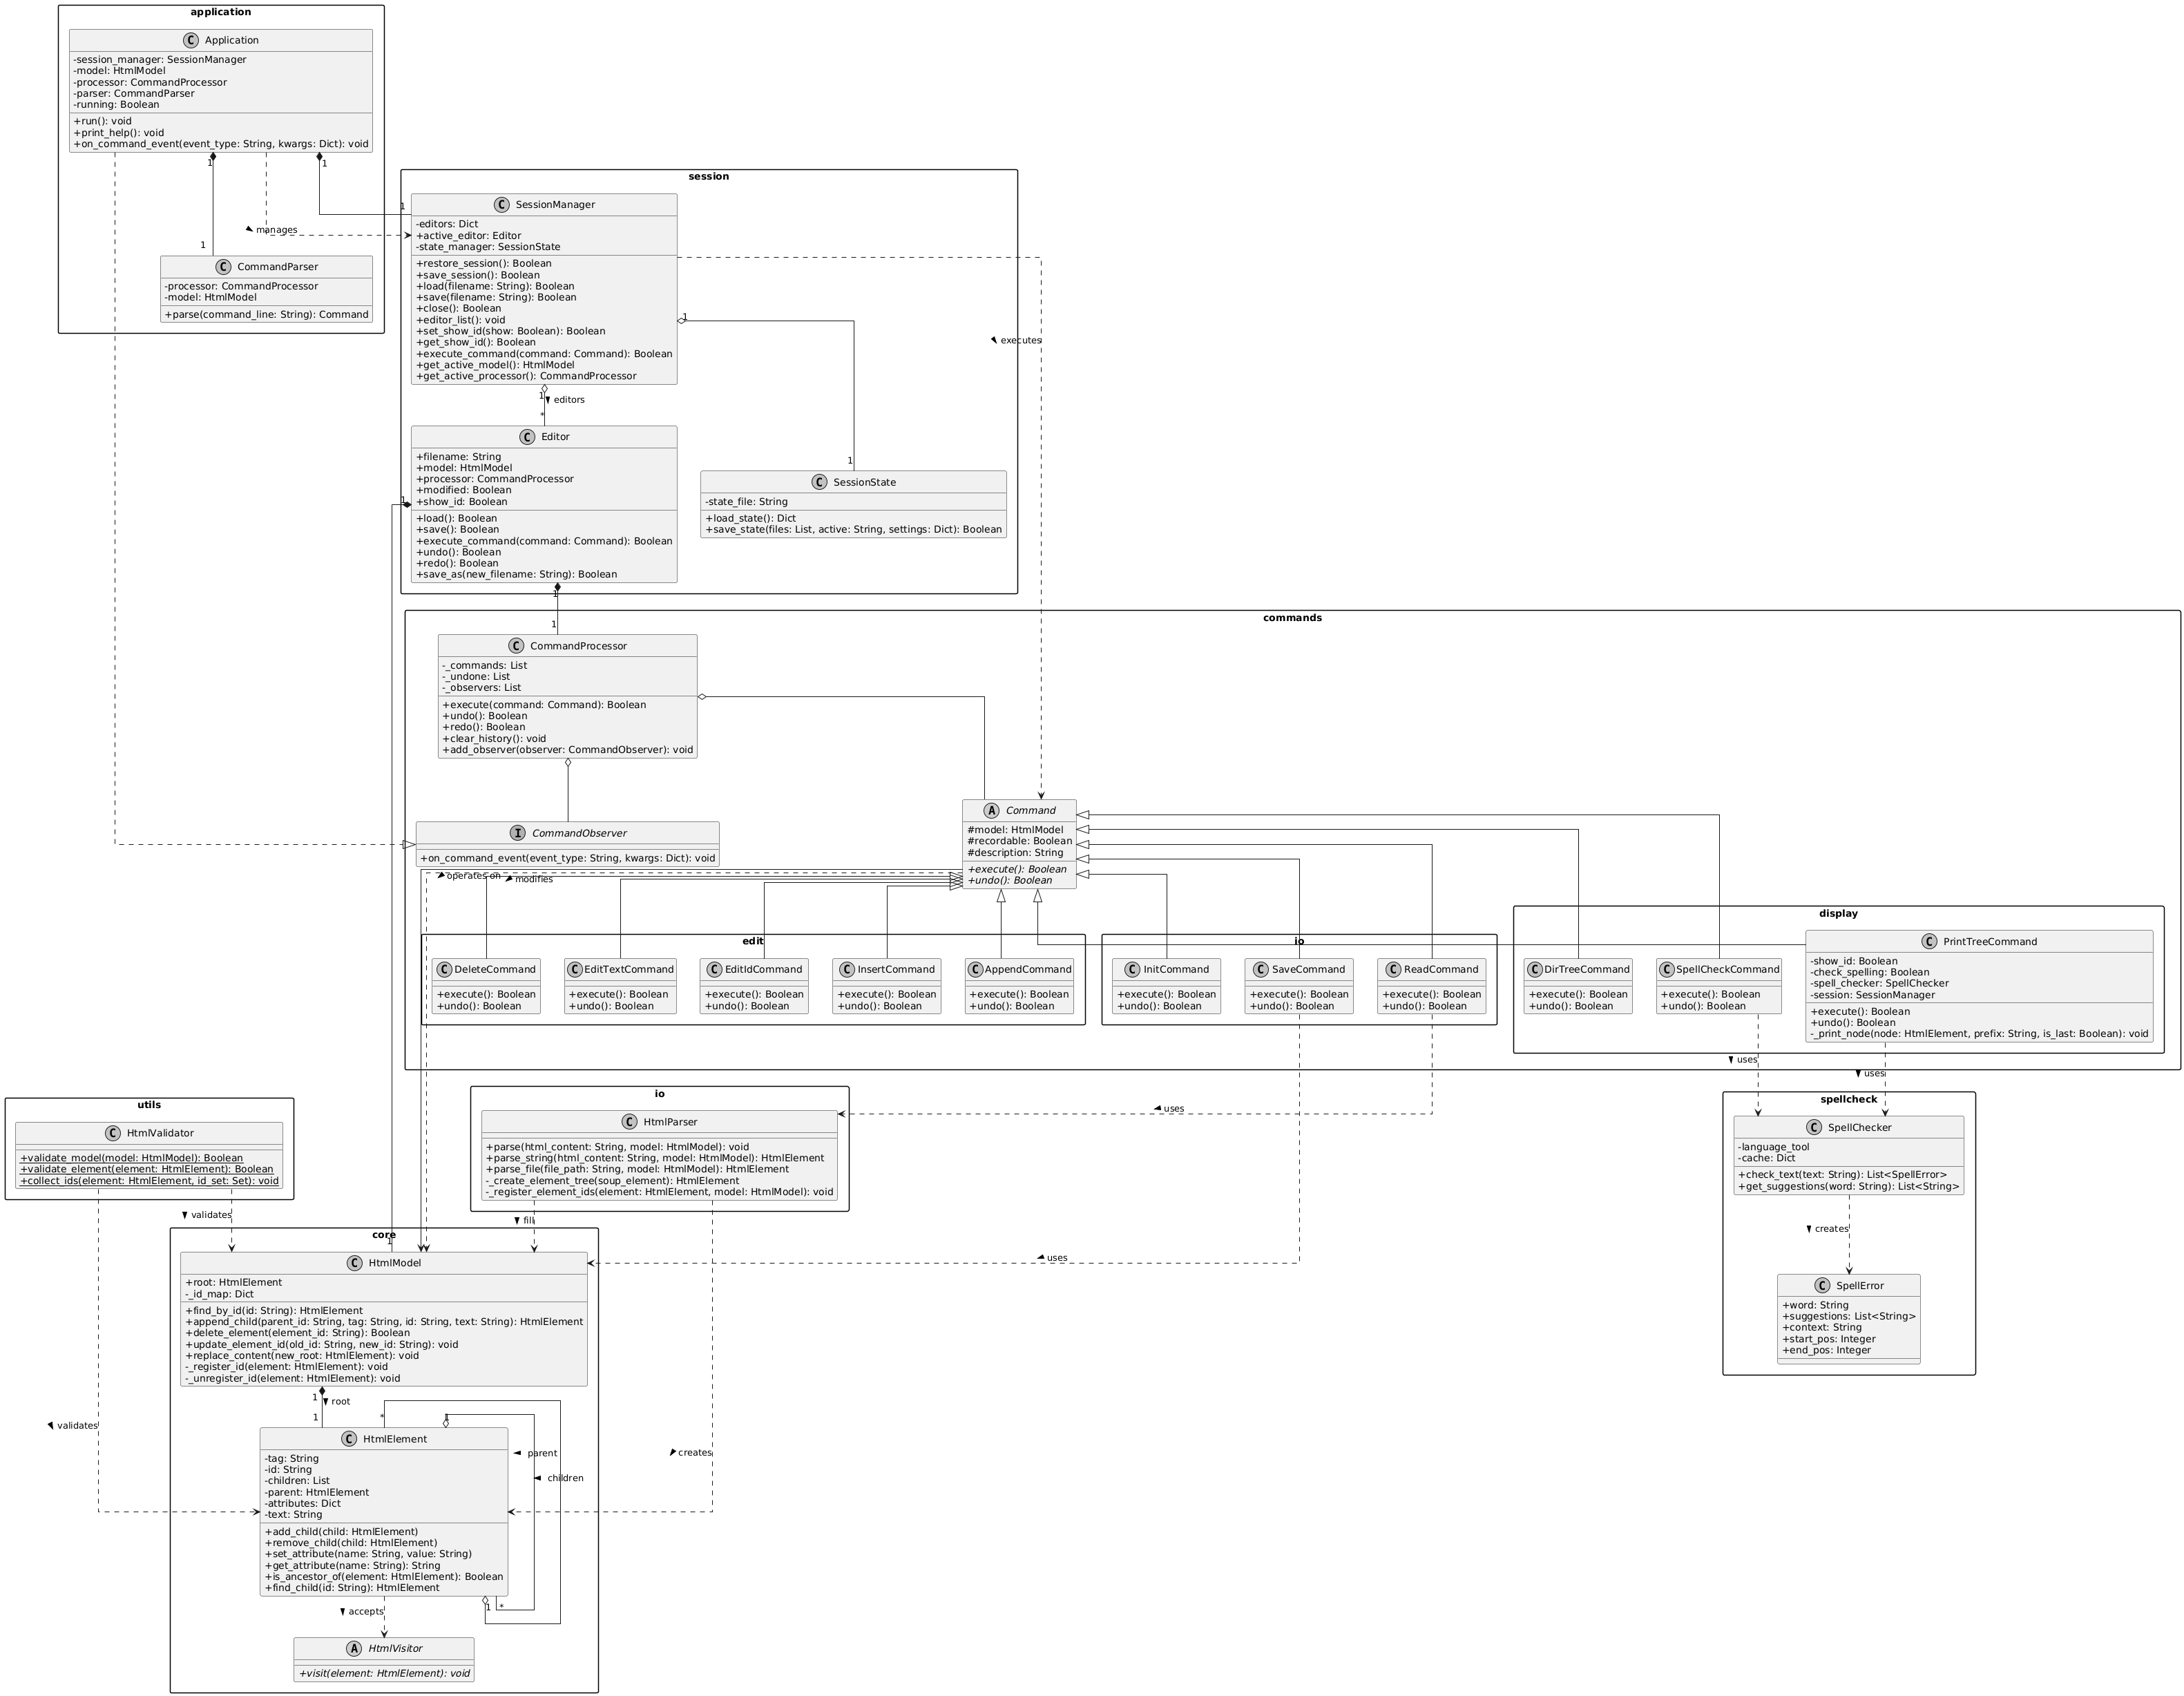 application
C Application
-session_manager: SessionManager
-model: HtmlModel
-processor: CommandProcessor
-parser: CommandParser
-running: Boolean
+run(): void
+print_help(): void
+on_command_event(event_type: String, kwargs: Dict): void
1
1
1
1
manages
C CommandParser
-processor: CommandProcessor
-model: HtmlModel
+parse(command_line: String): Command
session
C SessionManager
-editors: Dict
+active_editor: Editor
-state_manager: SessionState
+restore_session(): Boolean
+save_session(): Boolean
+load(filename: String): Boolean
+save(filename: String): Boolean
+close(): Boolean
+editor_list(): void
+set_show_id(show: Boolean): Boolean
+get_show_id(): Boolean
+execute_command(command: Command): Boolean
+get_active_model(): HtmlModel
+get_active_processor(): CommandProcessor
1
executes
1
editors
*
C Editor
+filename: String
+model: HtmlModel
+processor: CommandProcessor
+modified: Boolean
+show_id: Boolean
+load(): Boolean
+save(): Boolean
+execute_command(command: Command): Boolean
+undo(): Boolean
+redo(): Boolean
+save_as(new_filename: String): Boolean
1
1
C SessionState
-state_file: String
+load_state(): Dict
+save_state(files: List, active: String, settings: Dict): Boolean
1
1
commands
C CommandProcessor
-_commands: List
-_undone: List
-_observers: List
+execute(command: Command): Boolean
+undo(): Boolean
+redo(): Boolean
+clear_history(): void
+add_observer(observer: CommandObserver): void
I CommandObserver
+on_command_event(event_type: String, kwargs: Dict): void
A Command
#model: HtmlModel
#recordable: Boolean
#description: String
+execute(): Boolean
+undo(): Boolean
operates on
modifies
edit
C DeleteCommand
+execute(): Boolean
+undo(): Boolean
C EditTextCommand
+execute(): Boolean
+undo(): Boolean
C EditIdCommand
+execute(): Boolean
+undo(): Boolean
C InsertCommand
+execute(): Boolean
+undo(): Boolean
C AppendCommand
+execute(): Boolean
+undo(): Boolean
io
C InitCommand
+execute(): Boolean
+undo(): Boolean
C SaveCommand
+execute(): Boolean
+undo(): Boolean
C ReadCommand
+execute(): Boolean
+undo(): Boolean
display
C DirTreeCommand
+execute(): Boolean
+undo(): Boolean
C SpellCheckCommand
+execute(): Boolean
+undo(): Boolean
C PrintTreeCommand
-show_id: Boolean
-check_spelling: Boolean
-spell_checker: SpellChecker
-session: SessionManager
+execute(): Boolean
+undo(): Boolean
-_print_node(node: HtmlElement, prefix: String, is_last: Boolean): void
uses
uses
utils
C HtmlValidator
+validate_model(model: HtmlModel): Boolean
+validate_element(element: HtmlElement): Boolean
+collect_ids(element: HtmlElement, id_set: Set): void
validates
validates
io
C HtmlParser
+parse(html_content: String, model: HtmlModel): void
+parse_string(html_content: String, model: HtmlModel): HtmlElement
+parse_file(file_path: String, model: HtmlModel): HtmlElement
-_create_element_tree(soup_element): HtmlElement
-_register_element_ids(element: HtmlElement, model: HtmlModel): void
uses
fill
uses
creates
spellcheck
C SpellChecker
-language_tool
-cache: Dict
+check_text(text: String): List<SpellError>
+get_suggestions(word: String): List<String>
creates
C SpellError
+word: String
+suggestions: List<String>
+context: String
+start_pos: Integer
+end_pos: Integer
core
1
C HtmlModel
+root: HtmlElement
-_id_map: Dict
+find_by_id(id: String): HtmlElement
+append_child(parent_id: String, tag: String, id: String, text: String): HtmlElement
+delete_element(element_id: String): Boolean
+update_element_id(old_id: String, new_id: String): void
+replace_content(new_root: HtmlElement): void
-_register_id(element: HtmlElement): void
-_unregister_id(element: HtmlElement): void
1
root
1
*
1
C HtmlElement
-tag: String
-id: String
-children: List
-parent: HtmlElement
-attributes: Dict
-text: String
+add_child(child: HtmlElement)
+remove_child(child: HtmlElement)
+set_attribute(name: String, value: String)
+get_attribute(name: String): String
+is_ancestor_of(element: HtmlElement): Boolean
+find_child(id: String): HtmlElement
parent
children
1
*
accepts
A HtmlVisitor
+visit(element: HtmlElement): void